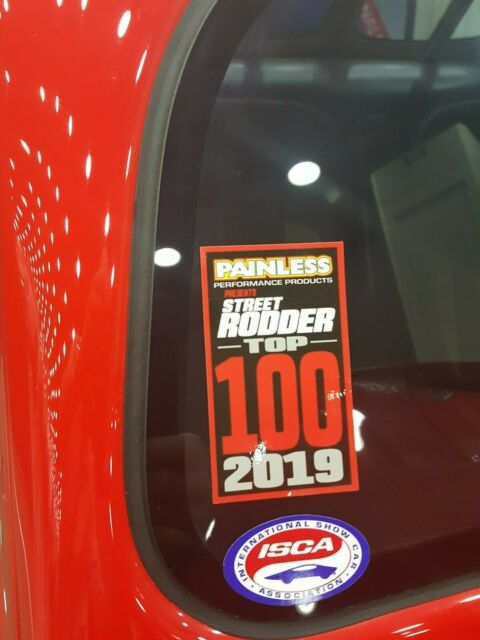 PAINLESS
PERFORMANCE PRODUCTS
PRESENTS
STREET
RODDER
TOP
100
2019
INTERNATIONAL SHOW CAR
ISCA
ASSOCIATION